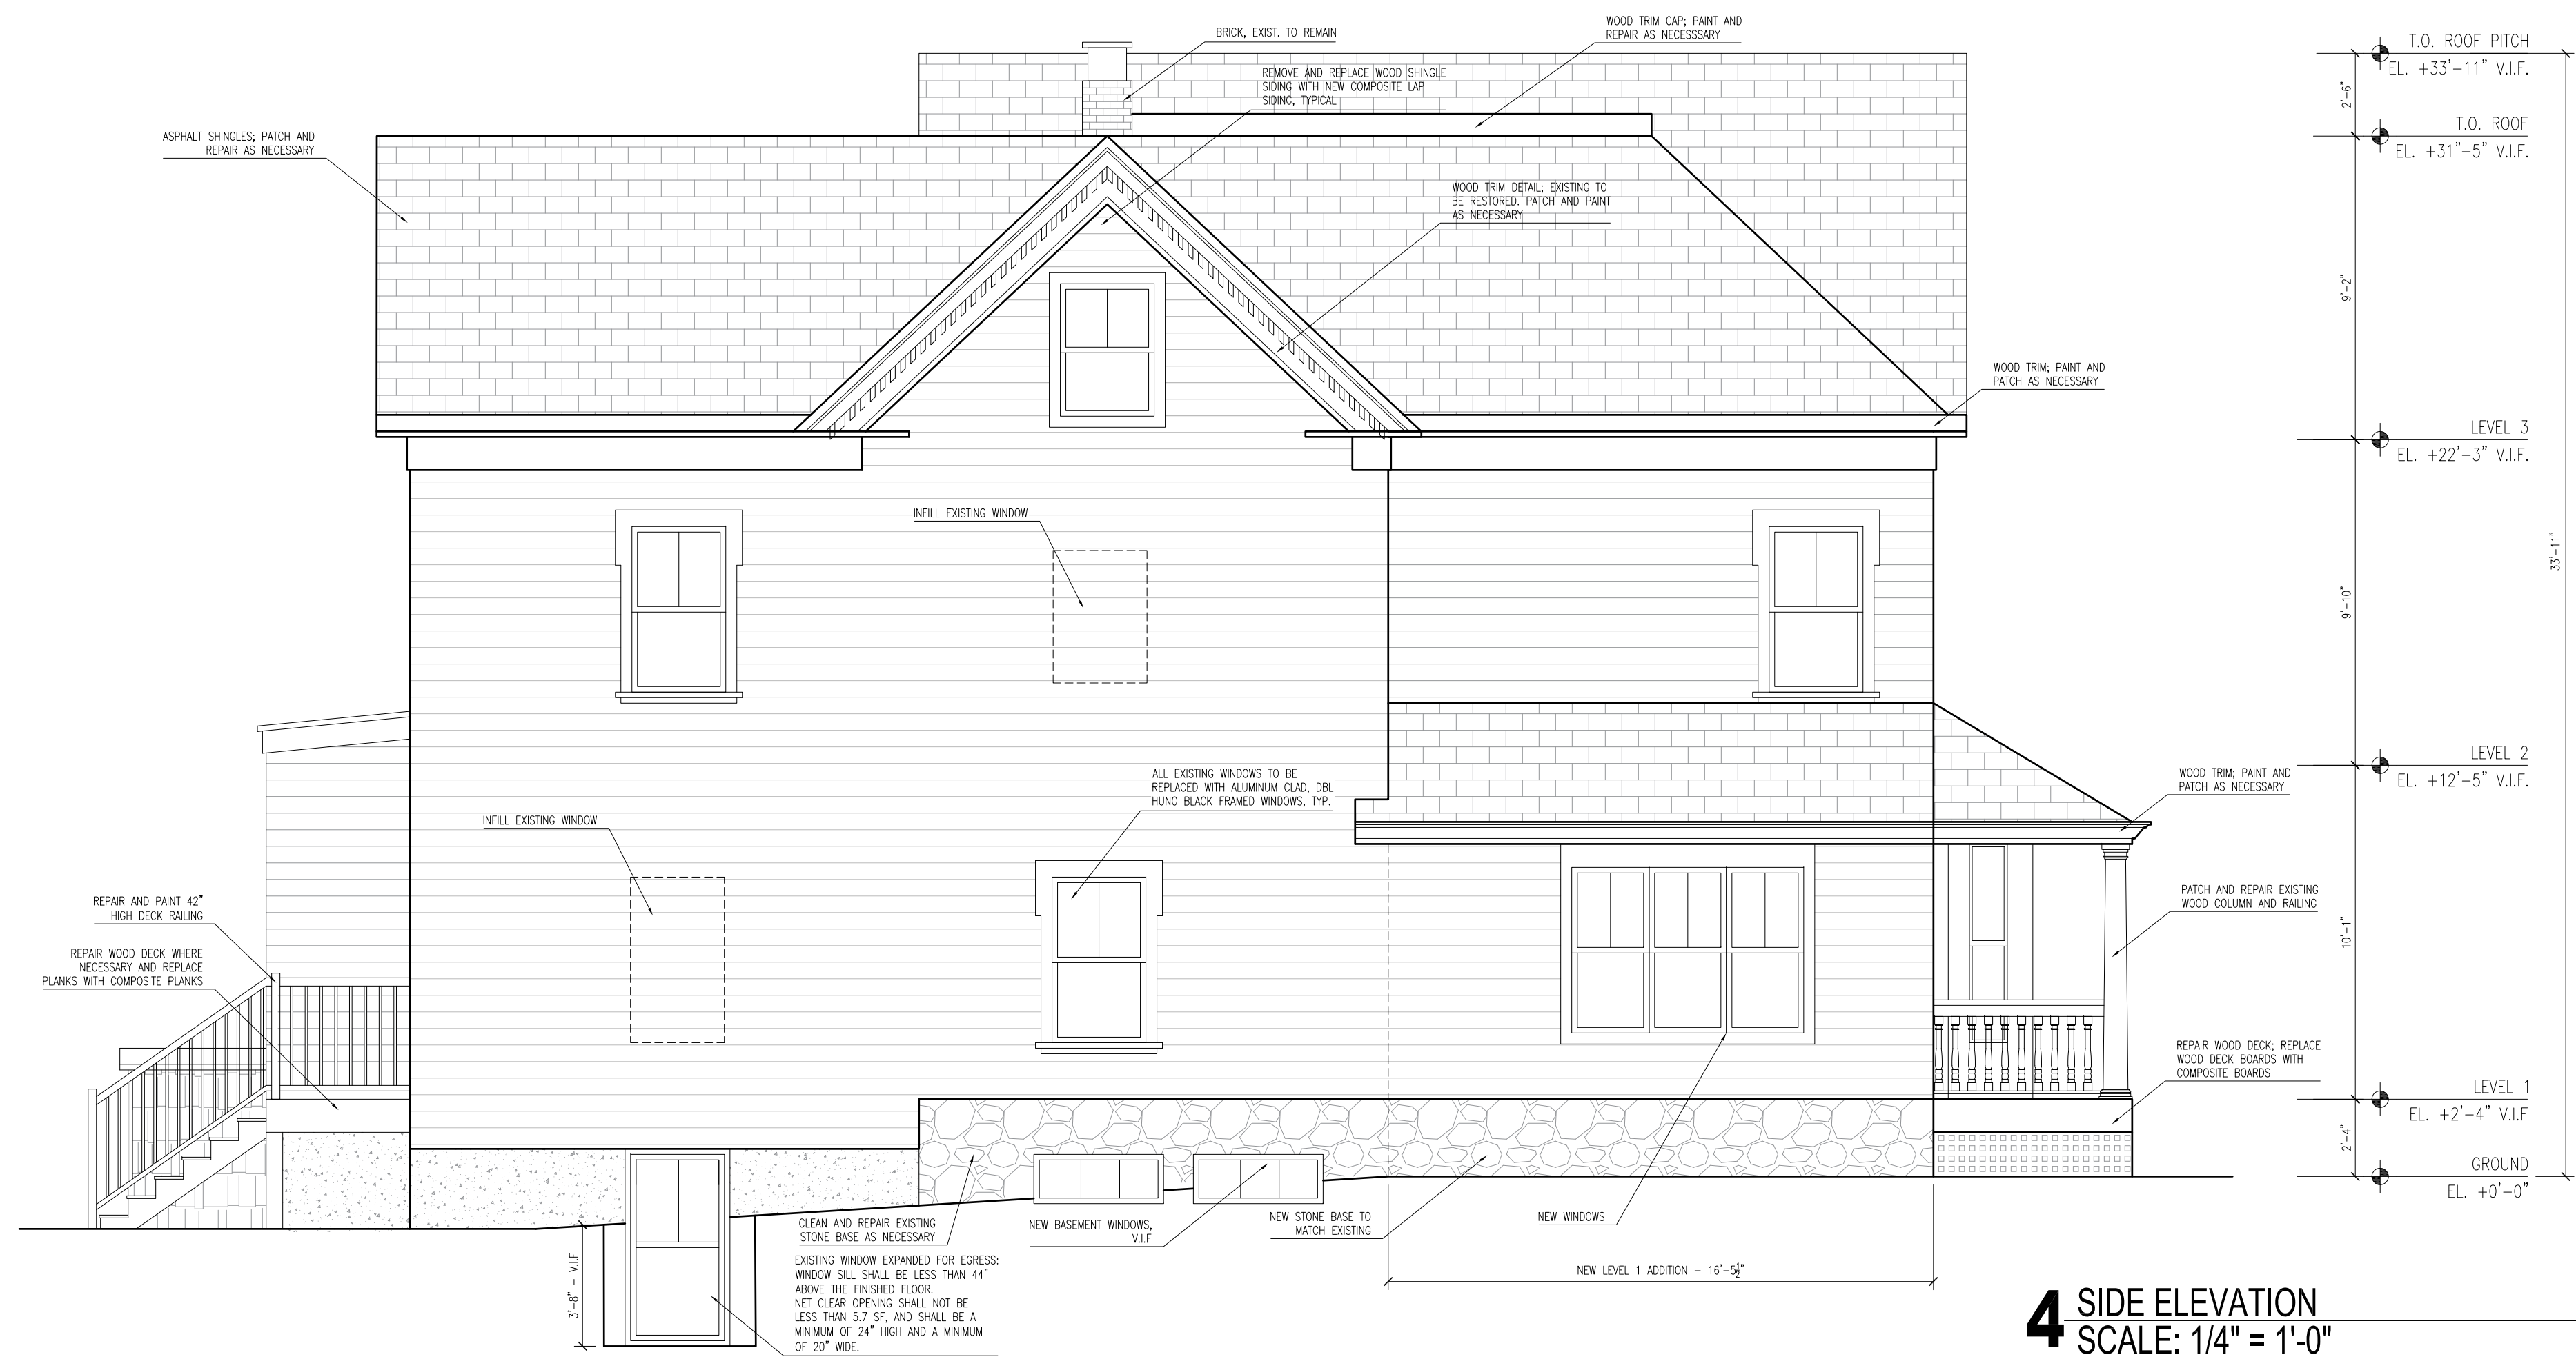 BRICK, EXIST. TO REMAIN
WOOD TRIM CAP; PAINT AND
REPAIR AS NECESSSARY
REMOVE AND REPLACE WOOD SHINGLE
SIDING WITH NEW COMPOSITE LAP
SIDING, TYPICAL
ASPHALT SHINGLES; PATCH AND
REPAIR AS NECESSARY
WOOD TRIM DETAIL; EXISTING TO
BE RESTORED. PATCH AND PAINT
AS NECESSARY
WOOD TRIM; PAINT AND
PATCH AS NECESSARY
INFILL EXISTING WINDOW
ALL EXISTING WINDOWS TO BE
REPLACED WITH ALUMINUM CLAD, DBL
HUNG BLACK FRAMED WINDOWS, TYP.
INFILL EXISTING WINDOW
WOOD TRIM; PAINT AND
PATCH AS NECESSARY
REPAIR AND PAINT 42"
HIGH DECK RAILING
REPAIR WOOD DECK WHERE
NECESSARY AND REPLACE
PLANKS WITH COMPOSITE PLANKS
PATCH AND REPAIR EXISTING
WOOD COLUMN AND RAILING
REPAIR WOOD DECK; REPLACE
WOOD DECK BOARDS WITH
COMPOSITE BOARDS
CLEAN AND REPAIR EXISTING
STONE BASE AS NECESSARY
NEW BASEMENT WINDOWS,
V.I.F
NEW STONE BASE TO
MATCH EXISTING
NEW WINDOWS
EXISTING WINDOW EXPANDED FOR EGRESS:
WINDOW SILL SHALL BE LESS THAN 44"
ABOVE THE FINISHED FLOOR.
NET CLEAR OPENING SHALL NOT BE
LESS THAN 5.7 SF, AND SHALL BE A
MINIMUM OF 24" HIGH AND A MINIMUM
OF 20" WIDE.
3'-8" - V.I.F
NEW LEVEL 1 ADDITION - 16'-5½"
T.O. ROOF PITCH
EL. +33'-11" V.I.F.
2'-6"
T.O. ROOF
EL. +31"-5" V.I.F.
9'-2"
LEVEL 3
EL. +22'-3" V.I.F.
33'-11"
9'-10"
LEVEL 2
EL. +12'-5" V.I.F.
10'-1"
LEVEL 1
EL. +2'-4" V.I.F
2'-4"
GROUND
EL. +0'-0"
4 SIDE ELEVATION
SCALE: 1/4" = 1'-0"